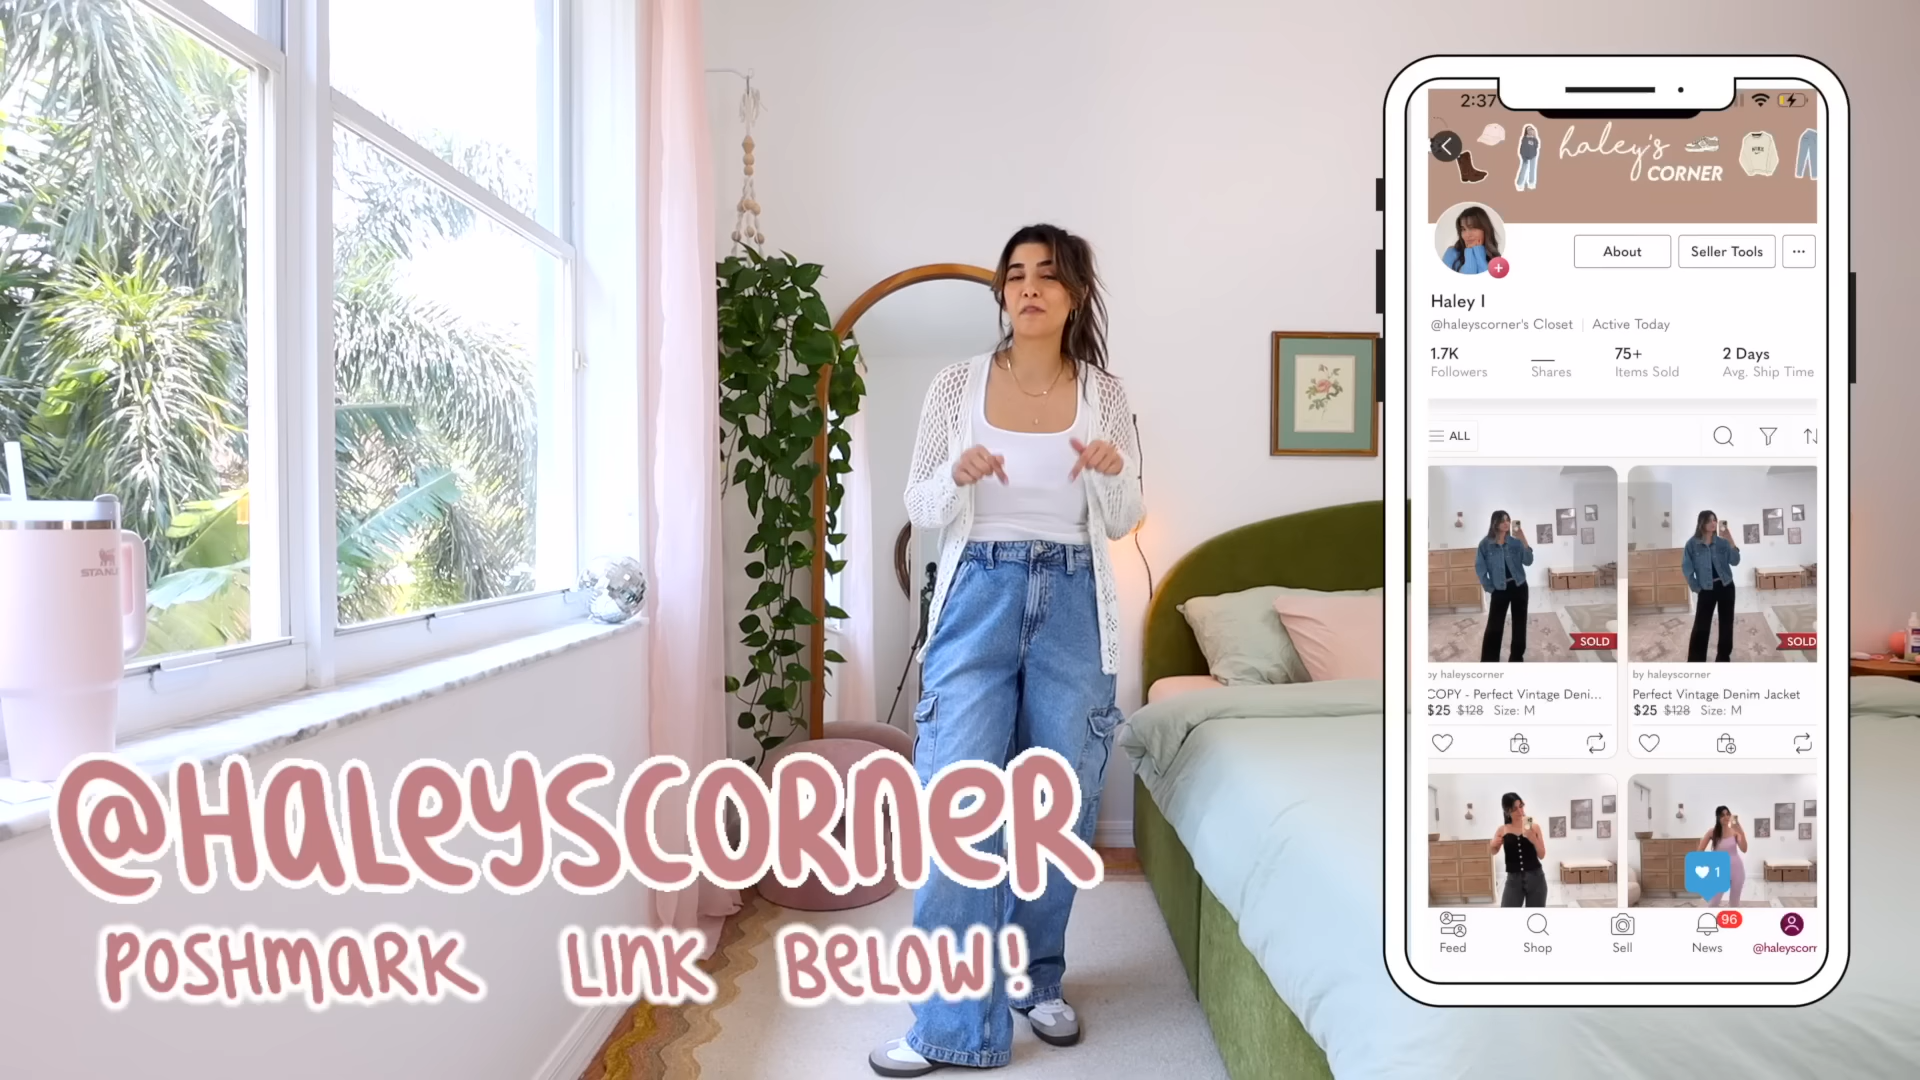 STANL
@HALEYSCORNER
POSHMARK LINK BELOW!
2:37
haley's
CORNER
About
Seller Tools
Haley I
@haleyscorner's Closet | Active Today
1.7K
Followers
Shares
75+
Items Sold
2 Days
Avg. Ship Time
ALL
SOLD
SOLD
by haleyscorner
COPY - Perfect Vintage Deni...
$25 $128 Size: M
by haleyscorner
Perfect Vintage Denim Jacket
$25 $128 Size: M
1
96
Feed
Shop
Sell
News
@haleyscorr